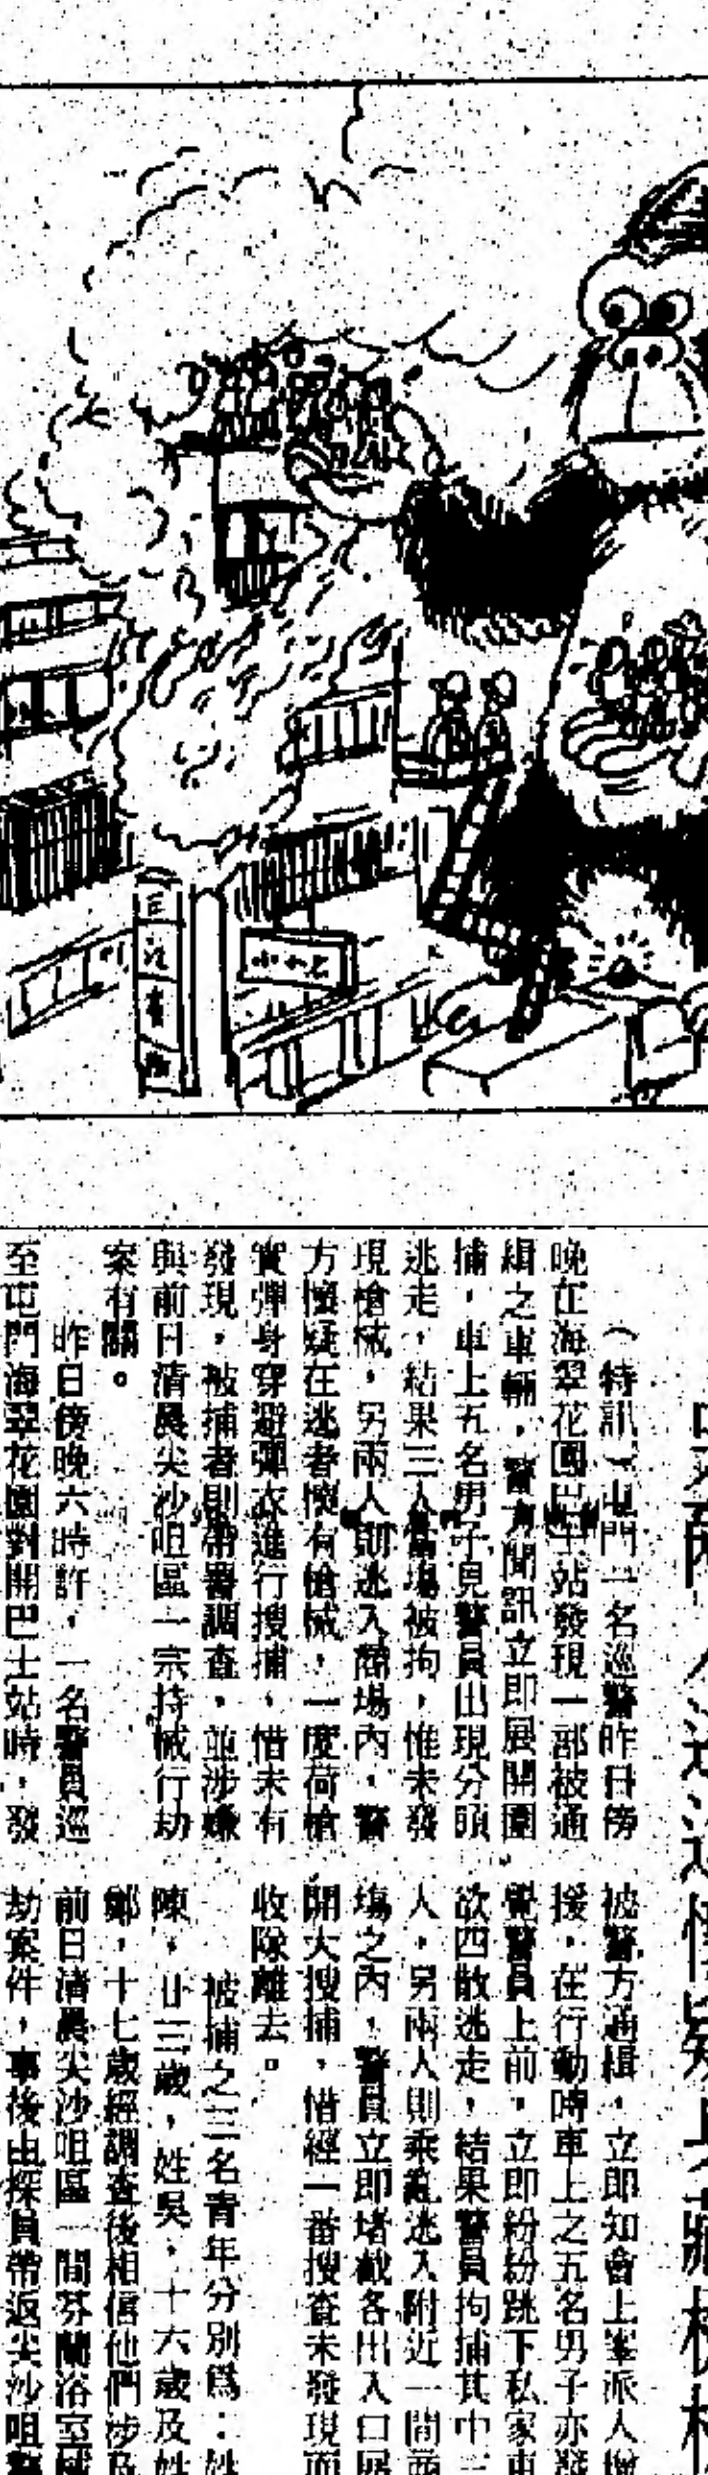 （特訊）屯門一名巡警昨日傍
晚在海翠花園巴士站發現一部被通
緝之車輛，警方聞訊立即展開圍
捕，車上五名男子見警員出現分頭
逃走，結果三人當場被拘，惟未發
現槍械，另兩人則逃入商場內，警
方懷疑在逃者懷有槍械，一度荷槍
實彈身穿避彈衣進行搜捕，惜未有
發現，被捕者則帶署調查，並涉嫌
與前日清晨尖沙咀區一宗持械行劫
案有關。
昨日傍晚六時許，一名警員巡
至屯門海翠花園對開巴士站時，發
被警方通緝，立即知會上峯派人增
援，在行動時車上之五名男子亦發
覺警員上前，立即紛紛跳下私家車
欲四散逃走，結果警員拘捕其中三
人，另兩人則乘亂逃入附近一間商
塲之內，警員立即堵截各出入口展
開大搜捕，惜經一番搜查未發現而
收隊離去。
被捕之三名青年分別爲：姓
陳，廿三歲，姓吳，十六歲及姓
鄭，十七歲經調查後相信他們涉及
前日清晨尖沙咀區一間芬蘭浴室械
劫案件，事後由探員帶返尖沙咀警